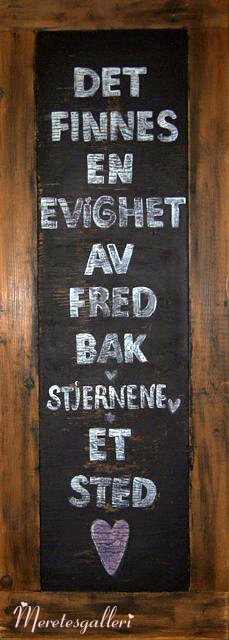 DET
FINNES
EN
EVIGHET
AV
FRED
BAK
STJERNENE
ET
STED
Meretesgalleri